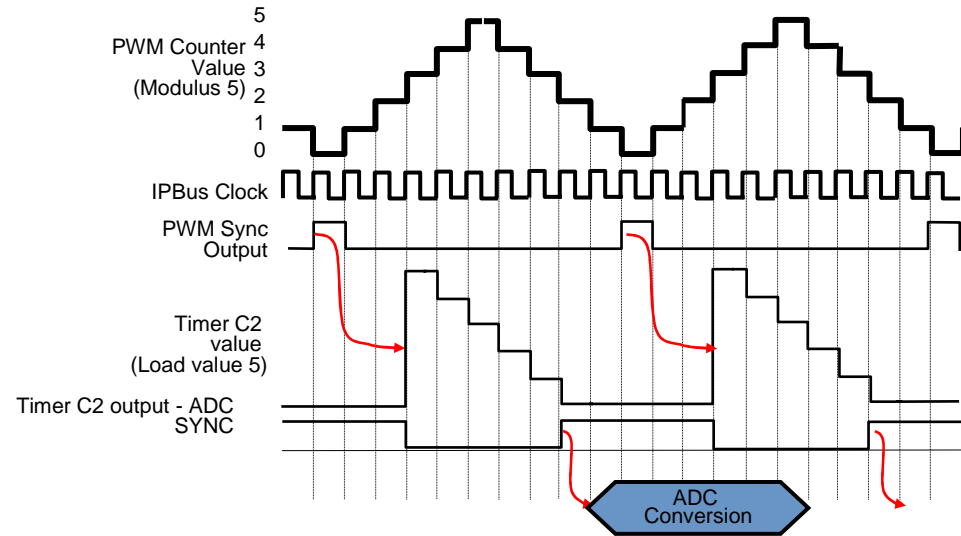 5
4
3
2
1
0
PWM Counter
Value
(Modulus 5)
IPBus Clock
PWM Sync
Output
Timer C2
value
(Load value 5)
Timer C2 output - ADC
SYNC
ADC
Conversion